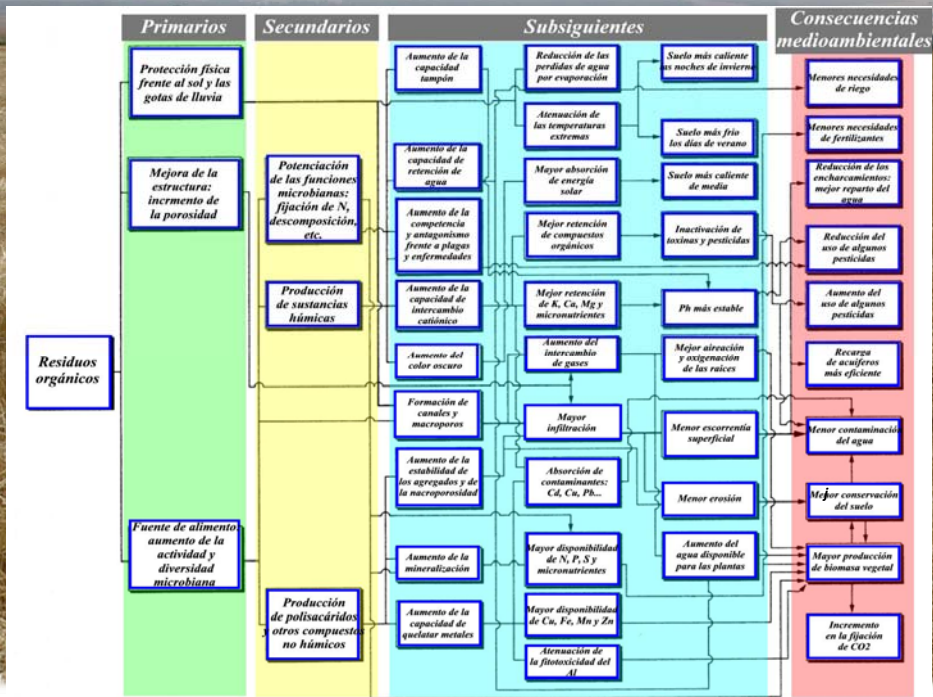 Primarios
Secundarios
Subsiguientes
Consecuencias
medioambientales
Residuos
orgánicos
Protección física
frente al sol y las
gotas de lluvia
Mejora de la
estructura:
incrmento de
la porosidad
Fuente de alimento:
aumento de la
actividad y
diversidad
microbiana
Potenciación
de las funciones
microbianas:
fijación de N,
descomposición,
etc.
Producción
de sustancias
húmicas
Producción
de polisacáridos
y otros compuestos
no húmicos
Aumento de la
capacidad
tampón
Aumento de la
capacidad de
retención de
agua
Aumento de la
competencia
y antagonismo
frente a plagas
y enfermedades
Aumento de la
capacidad de
intercambio
catiónico
Aumento del
color oscuro
Formación de
canales y
macroporos
Aumento de la
estabilidad de
los agregados y de
la nacroporosidad
Aumento de la
mineralización
Aumento de la
capacidad de
quelatar metales
Reducción de las
perdidas de agua
por evaporación
Atenuación de
las temperaturas
extremas
Mayor absorción
de energía
solar
Mejor retención
de compuestos
orgánicos
Mejor retención
de K, Ca, Mg y
micronutrientes
Aumento del
intercambio
de gases
Mayor
infiltración
Absorción de
contaminantes:
Cd, Cu, Pb...
Mayor disponibilidad
de N, P, S y
micronutrientes
Mayor disponibilidad
de Cu, Fe, Mn y Zn
Atenuación de
la fitotoxicidad del
Al
Suelo más caliente
las noches de invierno
Suelo más frío
los días de verano
Suelo más caliente
de media
Inactivación de
toxinas y pesticidas
Ph más estable
Mejor aireación
y oxigenación
de las raíces
Menor escorrentía
superficial
Menor erosión
Aumento del
agua disponible
para las plantas
Menores necesidades
de riego
Menores necesidades
de fertilizantes
Reducción de los
encharcamientos:
mejor reparto del
agua
Reducción del
uso de algunos
pesticidas
Aumento del
uso de algunos
pesticidas
Recarga
de acuíferos
más eficiente
Menor contaminación
del agua
Mejor conservación
del suelo
Mayor producción
de biomasa vegetal
Incremento
en la fijación
de CO2